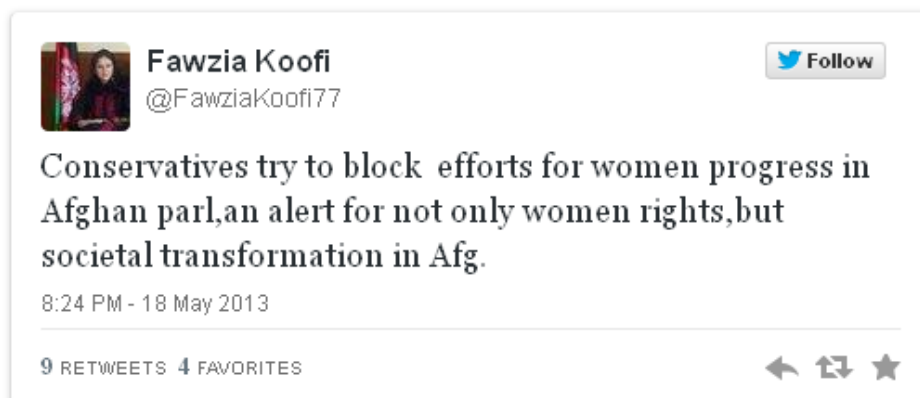 Fawzia Koofi
@FawziaKoofi77
Follow
Conservatives try to block efforts for women progress in
Afghan parl,an alert for not only women rights,but
societal transformation in Afg.
8:24 PM - 18 May 2013
9 RETWEETS 4 FAVORITES